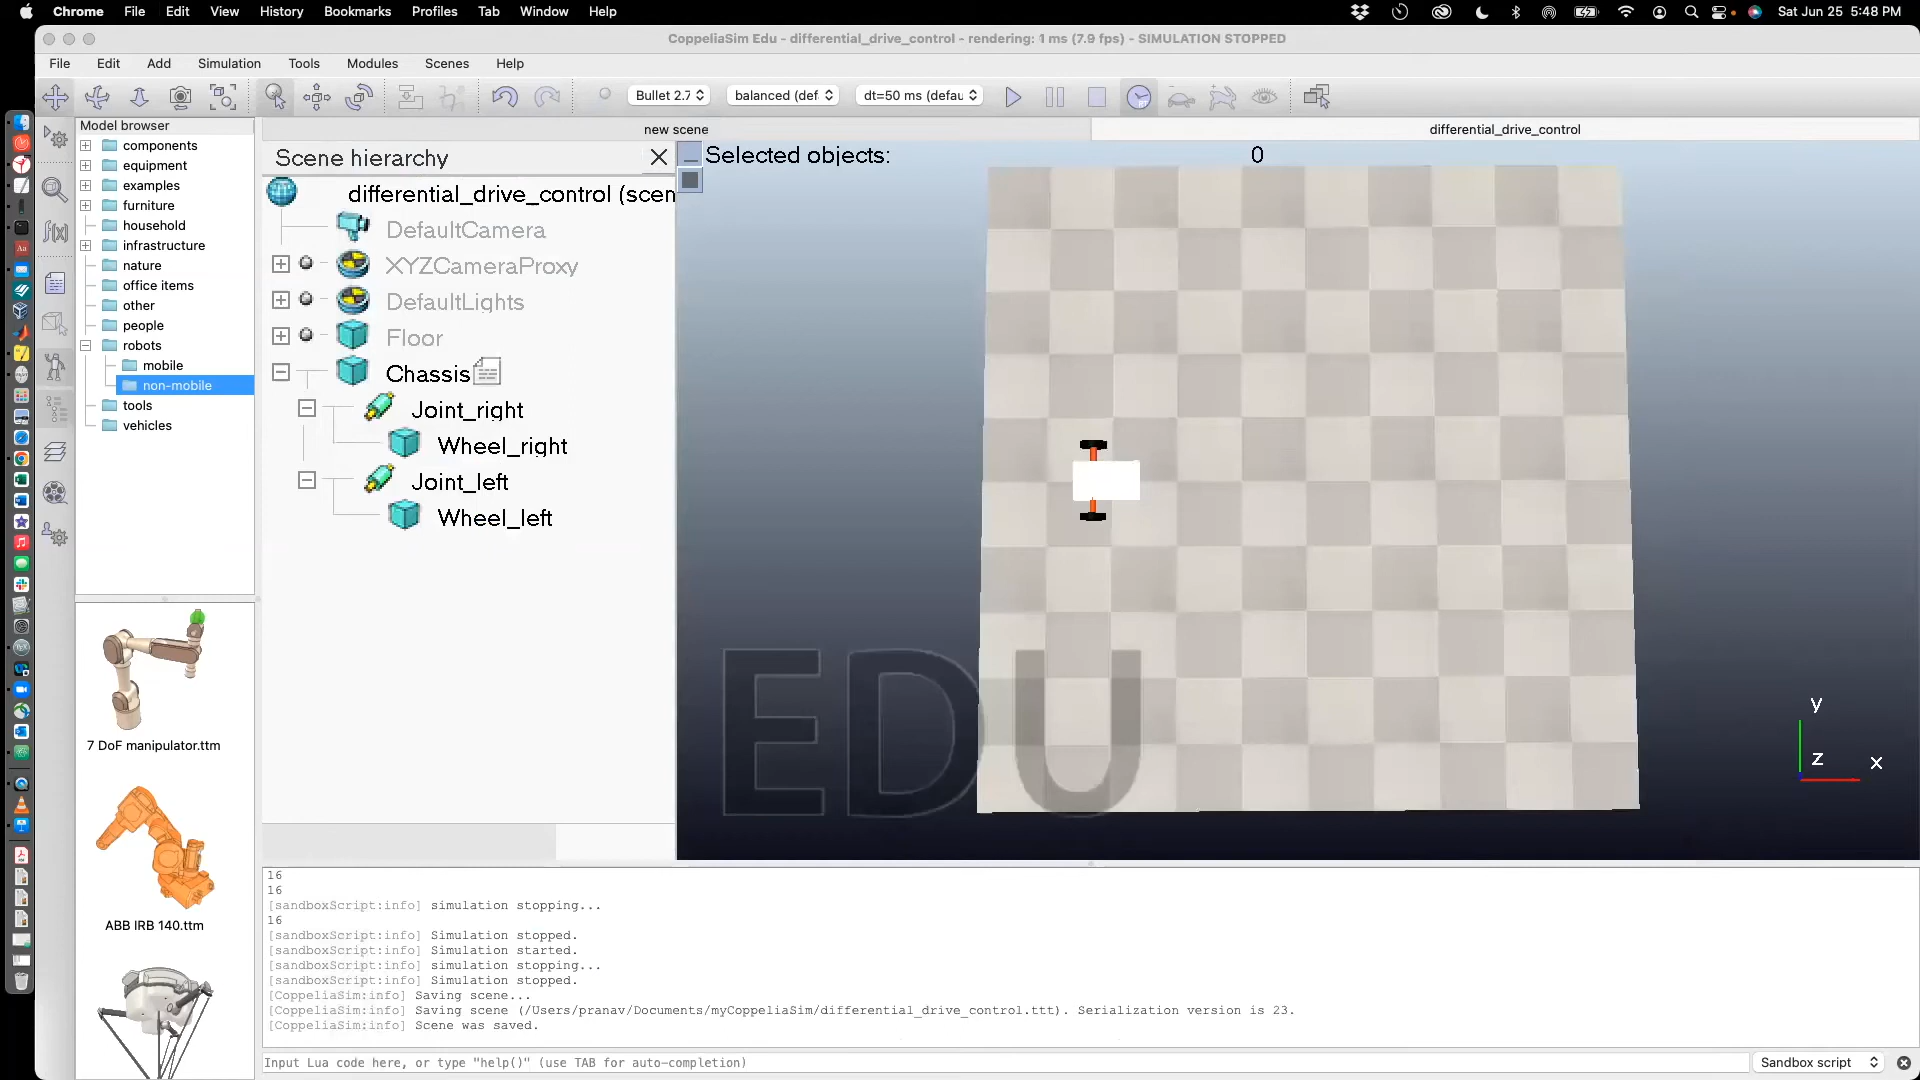 Chrome File Edit View History Bookmarks Profiles Tab Window Help Sat Jun 25 5:48 PM
CoppeliaSim Edu - differential_drive_control - rendering: 1 ms (7.9 fps) - SIMULATION STOPPED
File Edit Add Simulation Tools Modules Scenes Help
Bullet 2.7 balanced (def dt=50 ms (defau
Model browser
new scene differential_drive_control
components
equipment
examples
furniture
household
infrastructure
nature
office items
other
people
robots
mobile
non-mobile
tools
vehicles
7 DoF manipulator.ttm
ABB IRB 140.ttm
Scene hierarchy
differential_drive_control (scen
DefaultCamera
XYZCameraProxy
DefaultLights
Floor
Chassis
Joint_right
Wheel_right
Joint_left
Wheel_left
Selected objects: 0
EDU
y
z x
16
16
[sandboxScript:info] simulation stopping...
16
[sandboxScript:info] Simulation stopped.
[sandboxScript:info] Simulation started.
[sandboxScript:info] simulation stopping...
[sandboxScript:info] Simulation stopped.
[CoppeliaSim:info] Saving scene...
[CoppeliaSim:info] Saving scene (/Users/pranav/Documents/myCoppeliaSim/differential_drive_control.ttt). Serialization version is 23.
[CoppeliaSim:info] Scene was saved.
Input Lua code here, or type "help()" (use TAB for auto-completion) Sandbox script